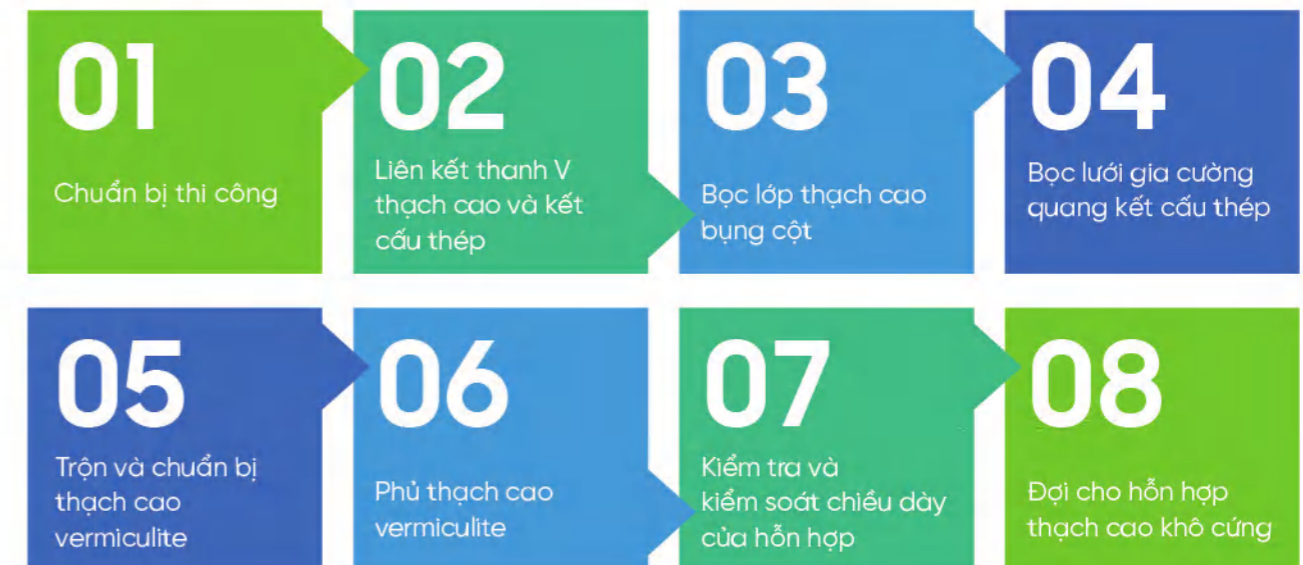 01
Chuẩn bị thi công
02
Liên kết thanh V
thạch cao và kết
cấu thép
03
Bọc lớp thạch cao
bụng cột
04
Bọc lưới gia cường
quang kết cấu thép
05
Trộn và chuẩn bị
thạch cao
vermiculite
06
Phủ thạch cao
vermiculite
07
Kiểm tra và
kiểm soát chiều dày
của hỗn hợp
08
Đợi cho hỗn hợp
thạch cao khô cứng